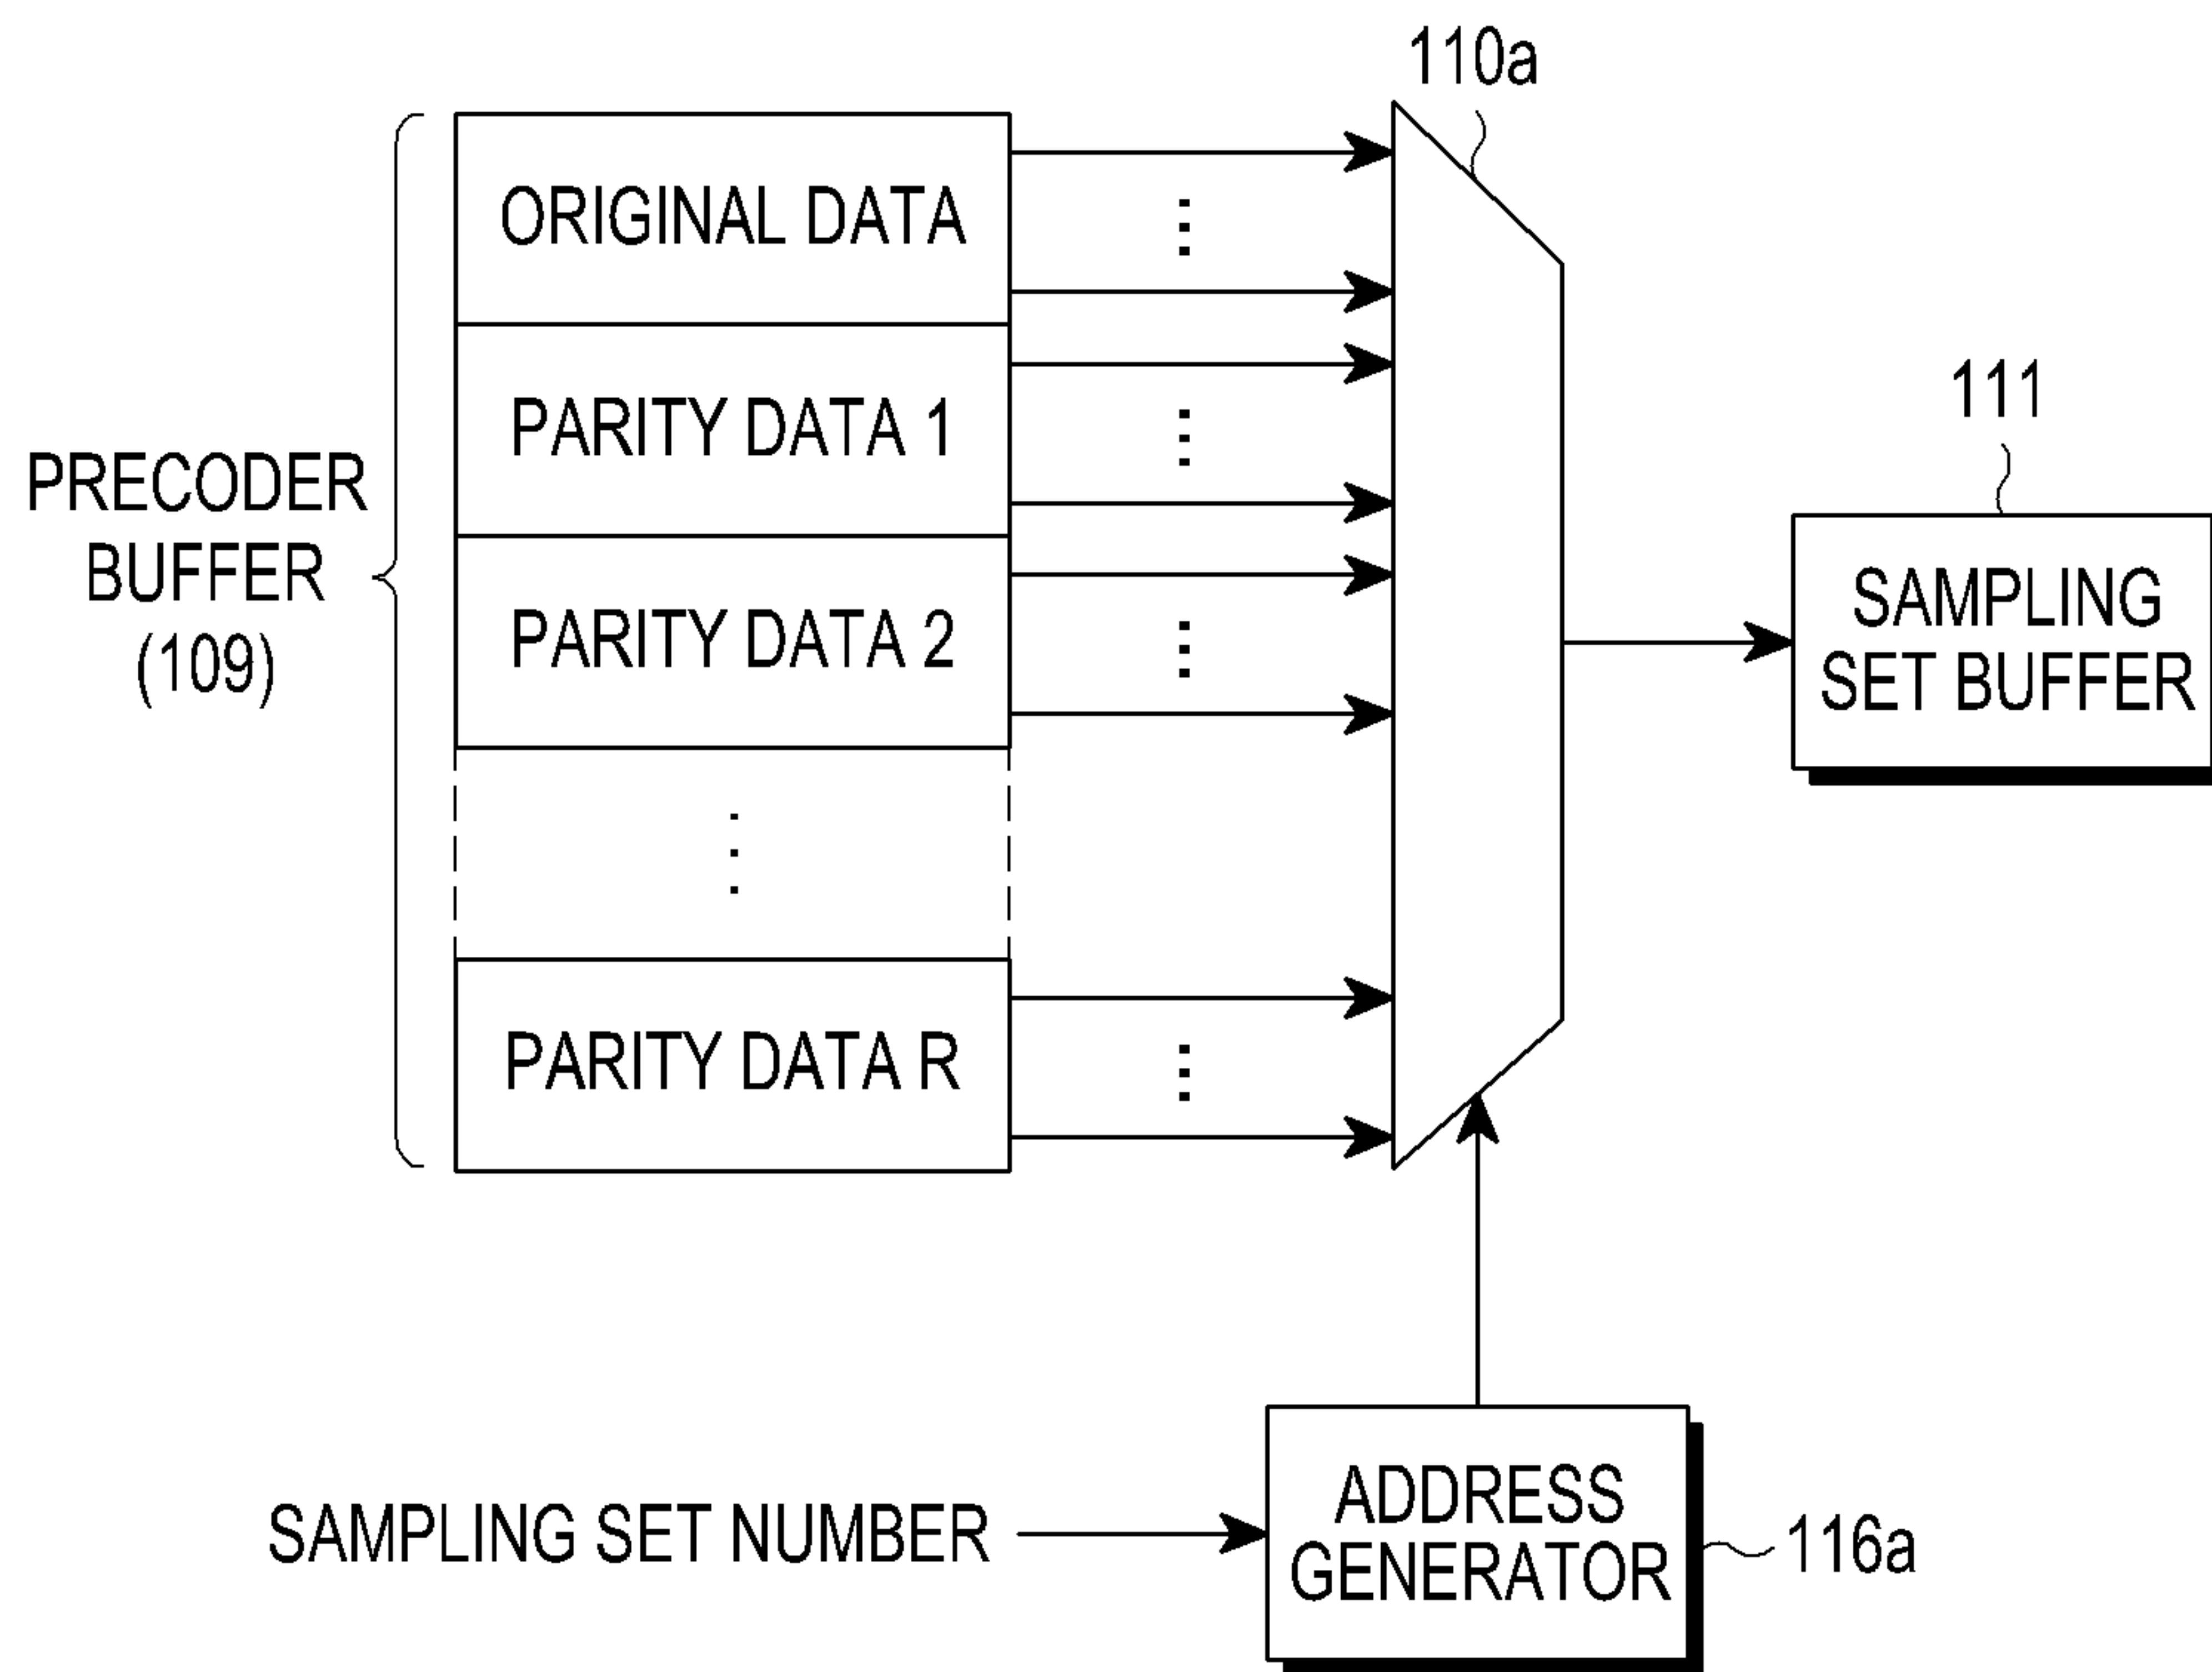 110a
ORIGINAL DATA
PARITY DATA 1
111
PRECODER
BUFFER
(109)
PARITY DATA 2
SAMPLING
SET BUFFER
PARITY DATA R
SAMPLING SET NUMBER
ADDRESS
GENERATOR
116a